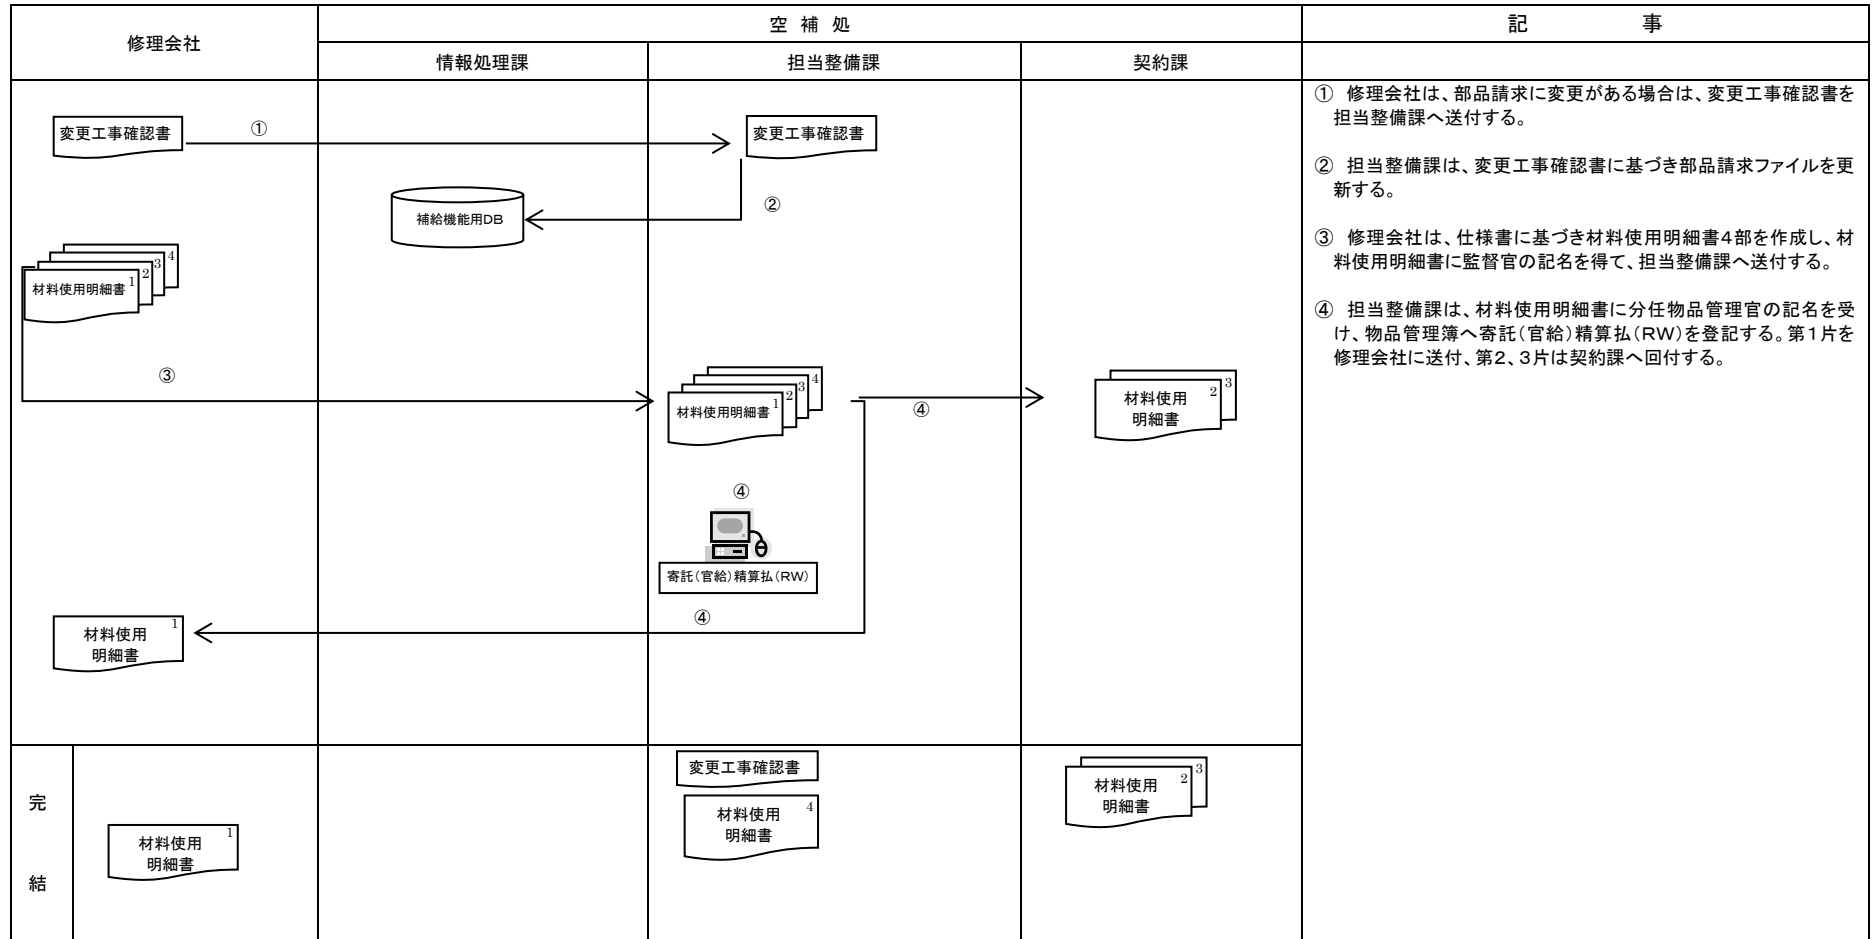 修理会社
空 補 処
記 事
情報処理課
担当整備課
契約課
変更工事確認書
①
変更工事確認書
②
補給機能用DB
4
3
2
1
材料使用明細書
③
4
3
2
1
材料使用明細書
④
3
2
材料使用
明細書
④
寄託(官給)精算払(RW)
④
1
材料使用
明細書
① 修理会社は、部品請求に変更がある場合は、変更工事確認書を
担当整備課へ送付する。
② 担当整備課は、変更工事確認書に基づき部品請求ファイルを更
新する。
③ 修理会社は、仕様書に基づき材料使用明細書4部を作成し、材
料使用明細書に監督官の記名を得て、担当整備課へ送付する。
④ 担当整備課は、材料使用明細書に分任物品管理官の記名を受
け、物品管理簿へ寄託(官給)精算払(RW)を登記する。第1片を
修理会社に送付、第2、3片は契約課へ回付する。
完
結
1
材料使用
明細書
変更工事確認書
4
材料使用
明細書
3
2
材料使用
明細書